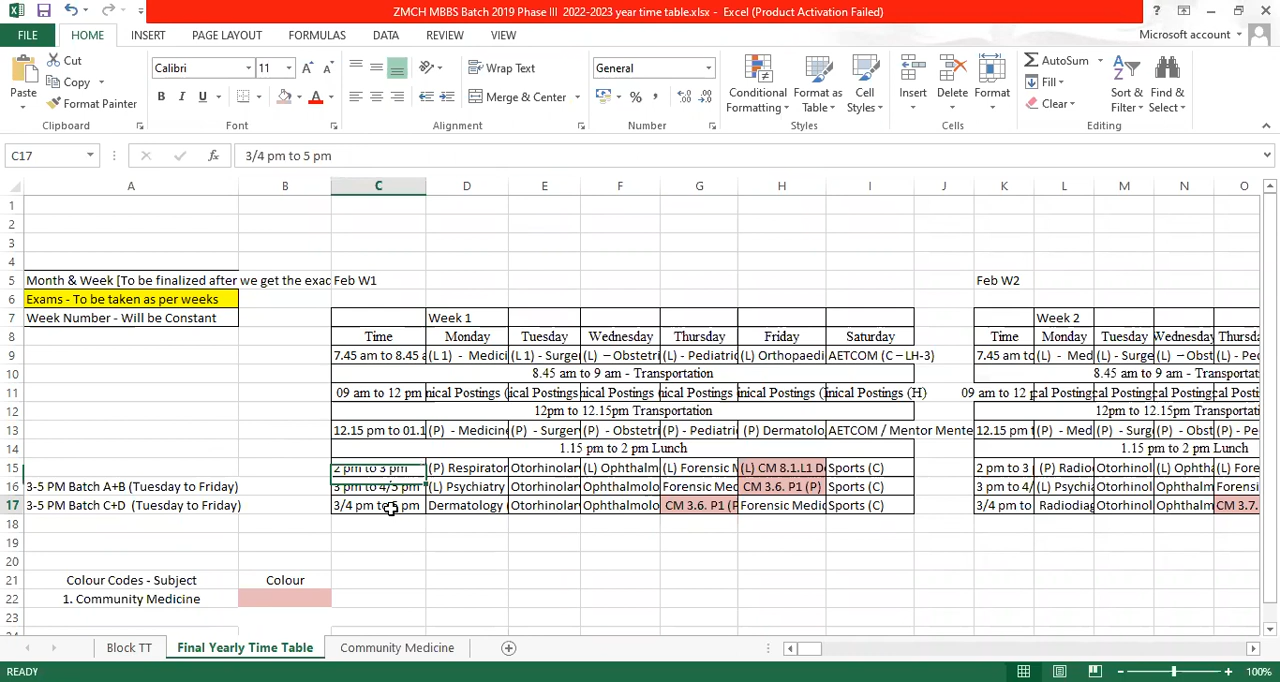 ZMCH MBBS Batch 2019 Phase III 2022-2023 year time table.xlsx - Excel (Product Activation Failed)
FILE HOME INSERT PAGE LAYOUT FORMULAS DATA REVIEW VIEW Microsoft account
Paste Cut Copy Format Painter
Calibri 11 B I U
Wrap Text Merge & Center
General
Conditional Formatting Format as Table Cell Styles
Insert Delete Format
AutoSum Fill Clear
Sort & Filter Find & Select
Clipboard Font Alignment Number Styles Cells Editing
C17 3/4 pm to 5 pm
A B C D E F G H I J K L M N O
1
2
3
4
5 Month & Week [To be finalized after we get the exac Feb W1 Feb W2
6 Exams - To be taken as per weeks
7 Week Number - Will be Constant Week 1 Week 2
8 Time Monday Tuesday Wednesday Thursday Friday Saturday Time Monday Tuesday Wednesday Thursd
9 7.45 am to 8.45 a (L 1) - Medici (L 1) - Surge (L) – Obstetri (L) - Pediatri (L) Orthopaedi AETCOM (C – LH-3) 7.45 am to (L) - Med (L) - Surge (L) – Obst (L) - Pe
10 8.45 am to 9 am - Transportation 8.45 am to 9 am - Transportat
11 09 am to 12 pm nical Postings ( ical Postings ( nical Postings ( ical Postings ( nical Postings ( ical Postings (H) 09 am to 12 p cal Posting ical Postin cal Posting cal Po
12 12pm to 12.15pm Transportation 12pm to 12.15pm Transportatio
13 12.15 pm to 01.1 (P) - Medicine (P) - Surger (P) - Obstetri (P) - Pediatri (P) Dermatolo AETCOM / Mentor Mente 12.15 pm t (P) - Medi (P) - Surge (P) - Obst (P) - Pe
14 1.15 pm to 2 pm Lunch 1.15 pm to 2 pm Lunch
15 2 pm to 3 pm (P) Respirator Otorhinolar (L) Ophthalm (L) Forensic M (L) CM 8.1.L1 D Sports (C) 2 pm to 3 (P) Radio Otorhinol (L) Ophth (L) Fore
16 3-5 PM Batch A+B (Tuesday to Friday) 3 pm to 4/5 pm (L) Psychiatry Otorhinolar Ophthalmolo Forensic Med CM 3.6. P1 (P) Sports (C) 3 pm to 4/ (L) Psychia Otorhinol Ophthalm Forensi
17 3-5 PM Batch C+D (Tuesday to Friday) 3/4 pm to 5 pm Dermatology Otorhinolar Ophthalmolo CM 3.6. P1 (P Forensic Medic Sports (C) 3/4 pm to Radiodiag Otorhinol Ophthalm CM 3.7.
18
19
20
21 Colour Codes - Subject Colour
22 1. Community Medicine
23
24
Block TT Final Yearly Time Table Community Medicine
READY 100%